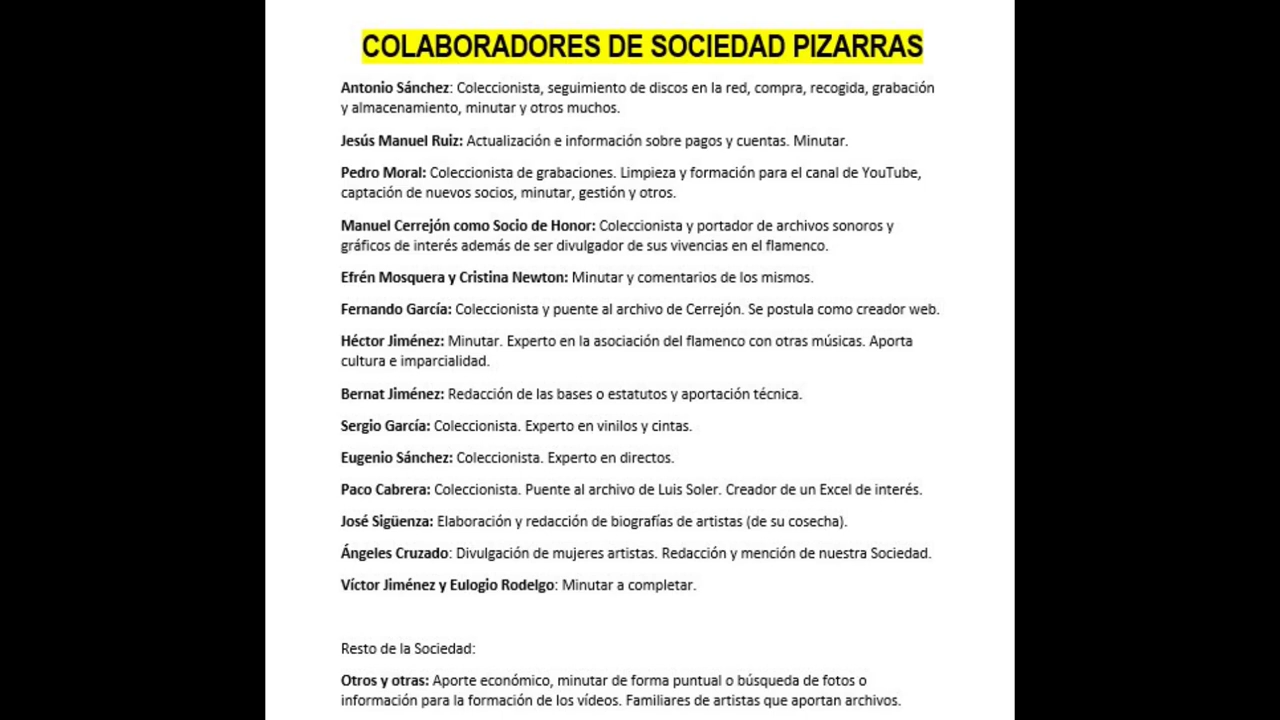 COLABORADORES DE SOCIEDAD PIZARRAS
Antonio Sánchez: Coleccionista, seguimiento de discos en la red, compra, recogida, grabación
y almacenamiento, minutar y otros muchos.
Jesús Manuel Ruiz: Actualización e información sobre pagos y cuentas. Minutar.
Pedro Moral: Coleccionista de grabaciones. Limpieza y formación para el canal de YouTube,
captación de nuevos socios, minutar, gestión y otros.
Manuel Cerrejón como Socio de Honor: Coleccionista y portador de archivos sonoros y
gráficos de interés además de ser divulgador de sus vivencias en el flamenco.
Efrén Mosquera y Cristina Newton: Minutar y comentarios de los mismos.
Fernando García: Coleccionista y puente al archivo de Cerrejón. Se postula como creador web.
Héctor Jiménez: Minutar. Experto en la asociación del flamenco con otras músicas. Aporta
cultura e imparcialidad.
Bernat Jiménez: Redacción de las bases o estatutos y aportación técnica.
Sergio García: Coleccionista. Experto en vinilos y cintas.
Eugenio Sánchez: Coleccionista. Experto en directos.
Paco Cabrera: Coleccionista. Puente al archivo de Luis Soler. Creador de un Excel de interés.
José Sigüenza: Elaboración y redacción de biografías de artistas (de su cosecha).
Ángeles Cruzado: Divulgación de mujeres artistas. Redacción y mención de nuestra Sociedad.
Víctor Jiménez y Eulogio Rodelgo: Minutar a completar.
Resto de la Sociedad:
Otros y otras: Aporte económico, minutar de forma puntual o búsqueda de fotos o
información para la formación de los vídeos. Familiares de artistas que aportan archivos.